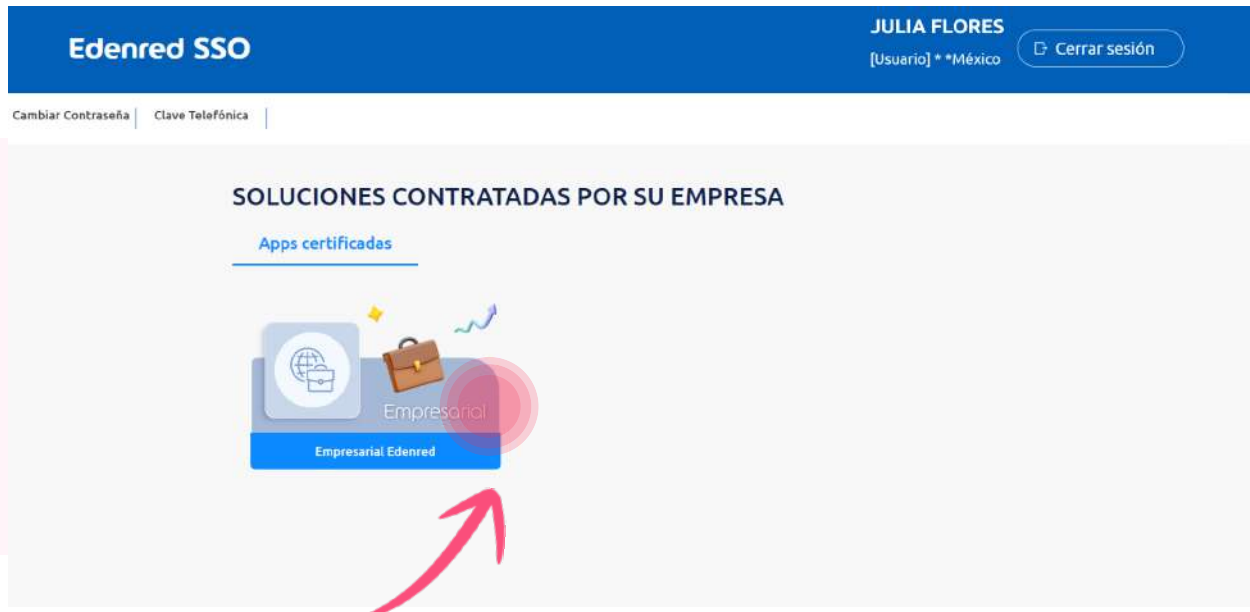 Edenred SSO
JULIA FLORES
[Usuario] * *México
Cerrar sesión
Cambiar Contraseña
Clave Telefónica
SOLUCIONES CONTRATADAS POR SU EMPRESA
Apps certificadas
Empresarial
Empresarial Edenred